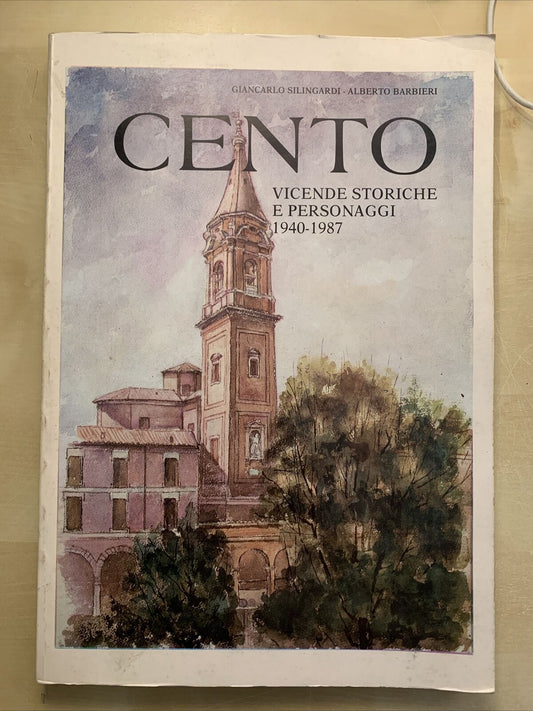 GIANCARLO SILINGARDI - ALBERTO BARBIERI
CENTO
VICENDE STORICHE
E PERSONAGGI
1940-1987